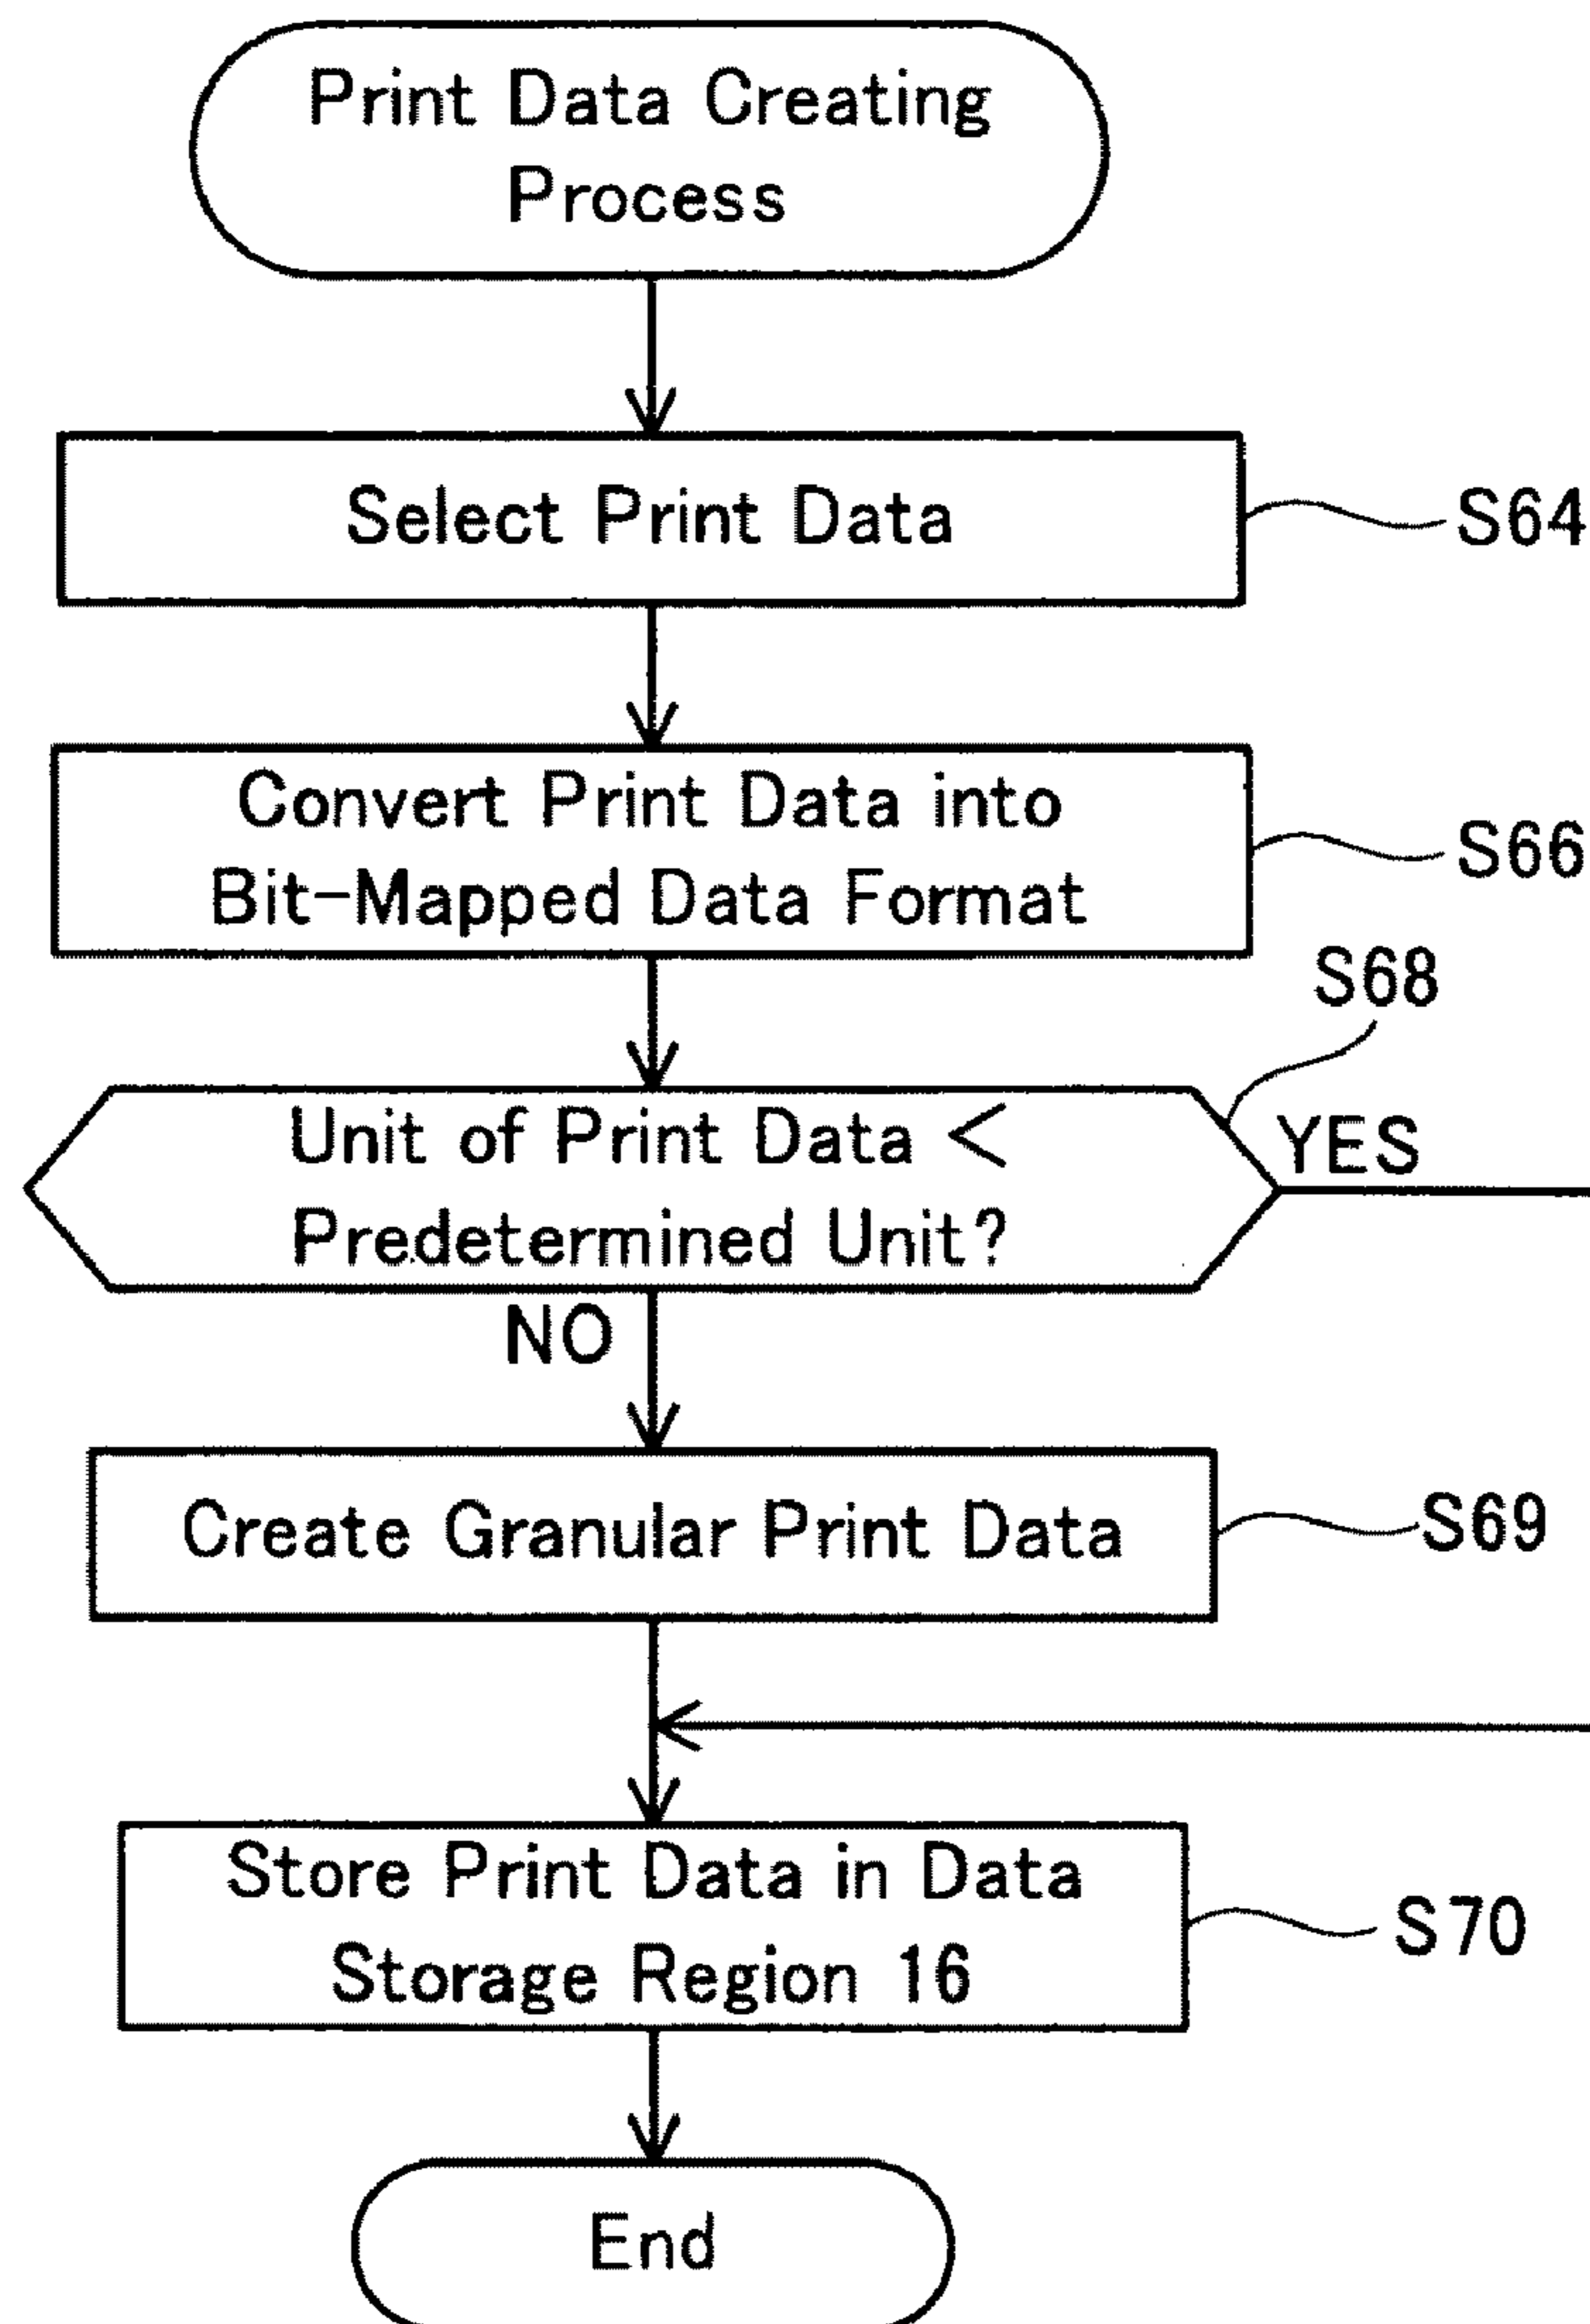 Print Data Creating
Process
Select Print Data
S64
Convert Print Data into
Bit-Mapped Data Format
S66
S68
Unit of Print Data <
Predetermined Unit?
YES
NO
Create Granular Print Data
S69
Store Print Data in Data
Storage Region 16
S70
End